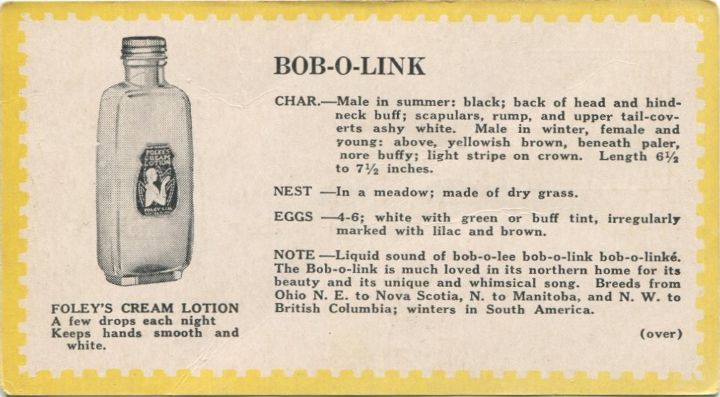 BOB-O-LINK
CHAR.—Male in summer: black; back of head and hind-
neck buff; scapulars, rump, and upper tail-cov-
erts ashy white. Male in winter, female and
young: above, yellowish brown, beneath paler,
nore buffy; light stripe on crown. Length 6½
to 7½ inches.
NEST —In a meadow; made of dry grass.
EGGS —4-6; white with green or buff tint, irregularly
marked with lilac and brown.
NOTE —Liquid sound of bob-o-lee bob-o-link bob-o-linké.
The Bob-o-link is much loved in its northern home for its
beauty and its unique and whimsical song. Breeds from
Ohio N. E. to Nova Scotia, N. to Manitoba, and N. W. to
British Columbia; winters in South America.
(over)
FOLEY'S
CREAM
LOTION
FOLEY & CO.
FOLEY'S CREAM LOTION
A few drops each night
Keeps hands smooth and
white.